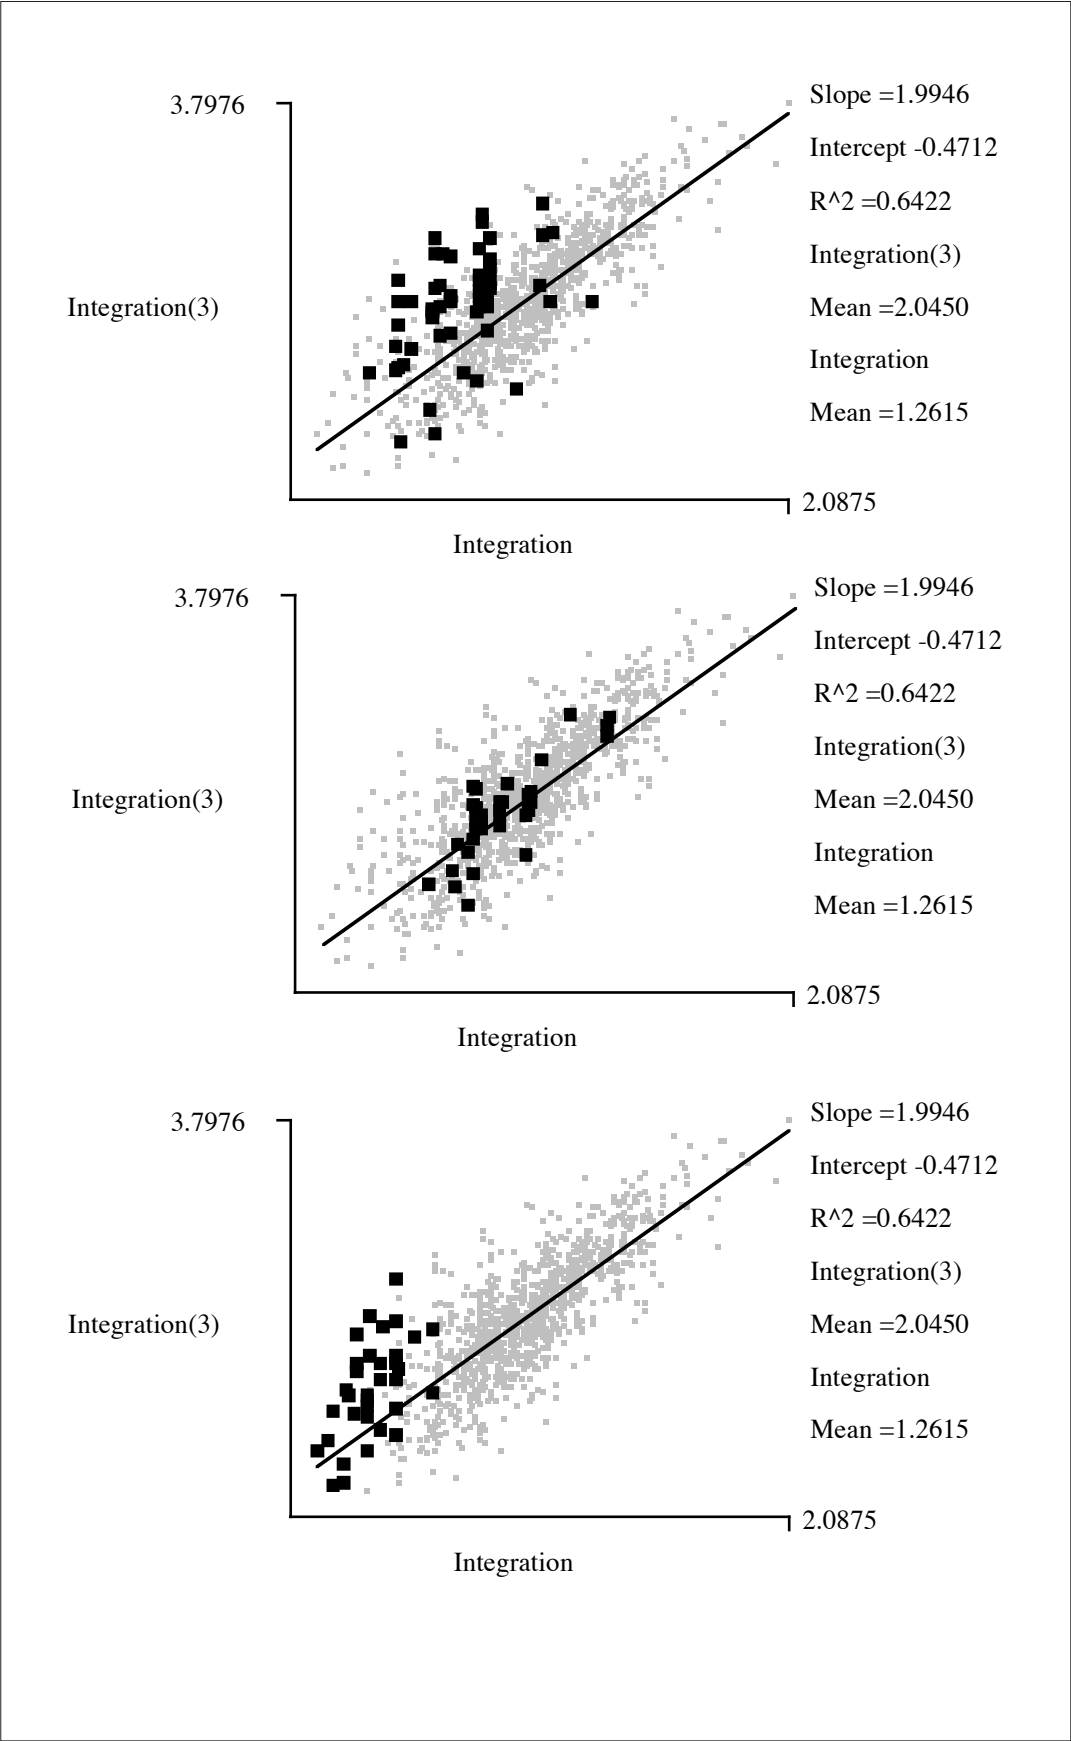 3.7976
Slope =1.9946
Intercept -0.4712
R^2 =0.6422
Integration(3)
Integration(3)
Mean =2.0450
Integration
Mean =1.2615
2.0875
Integration
3.7976
Slope =1.9946
Intercept -0.4712
R^2 =0.6422
Integration(3)
Integration(3)
Mean =2.0450
Integration
Mean =1.2615
2.0875
Integration
3.7976
Slope =1.9946
Intercept -0.4712
R^2 =0.6422
Integration(3)
Integration(3)
Mean =2.0450
Integration
Mean =1.2615
2.0875
Integration